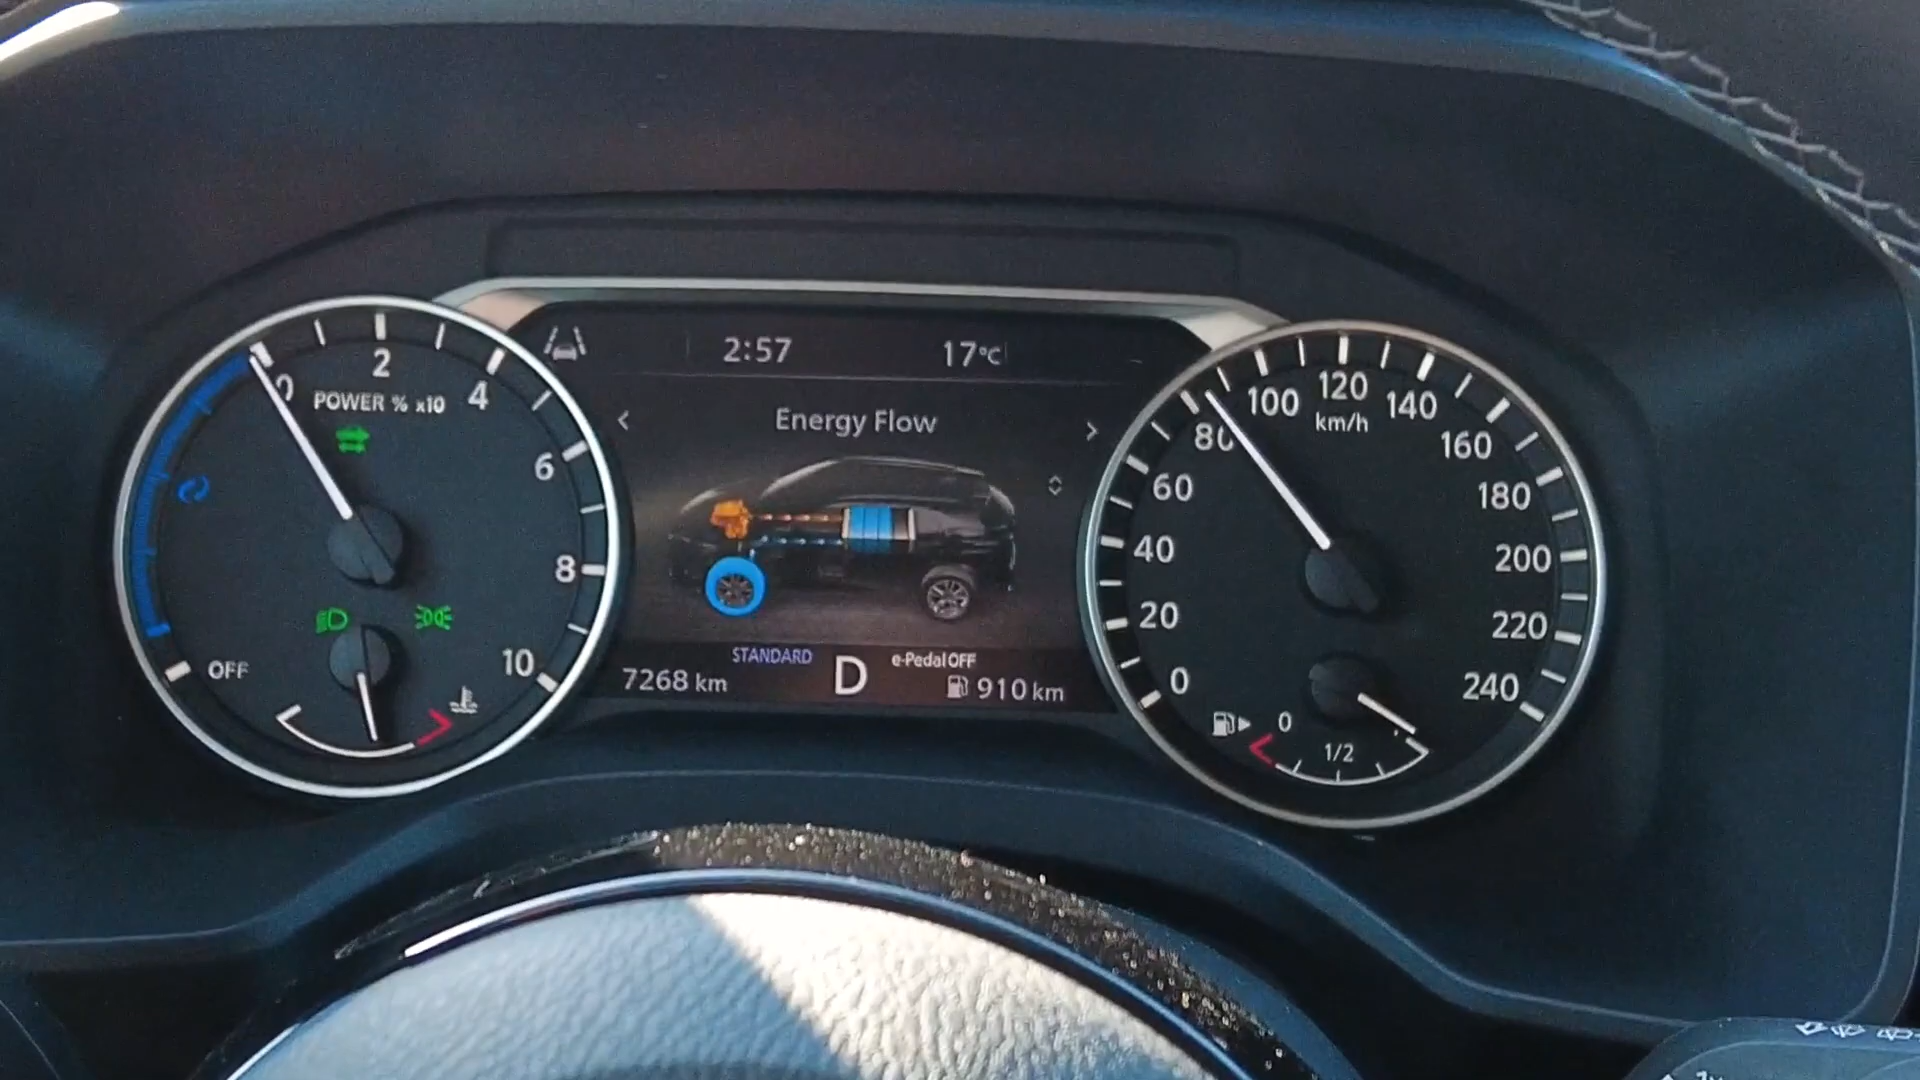 2:57 17°C
Energy Flow
0 2 4 6 8 10
POWER % x10
OFF
0 20 40 60 80 100 120 140 160 180 200 220 240
km/h
STANDARD
D
e-Pedal OFF
7268 km
910 km
0 1/2